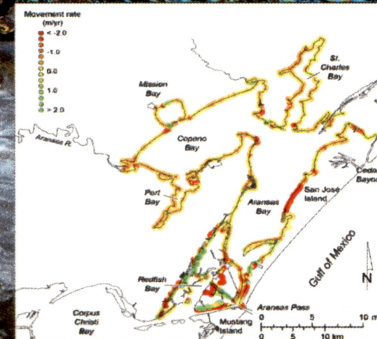 Movement rate
(m/yr)
< -2.0
-1.0
0.0
1.0
> 2.0
St.
Charles
Bay
Mission
Bay
Aransas R.
Copano
Bay
Port
Bay
Aransas
Bay
San José
Island
Cedar
Bayou
Gulf of Mexico
Redfish
Bay
N
Corpus
Christi
Bay
Mustang
Island
Aransas Pass
0 5 10 m
0 5 10 km